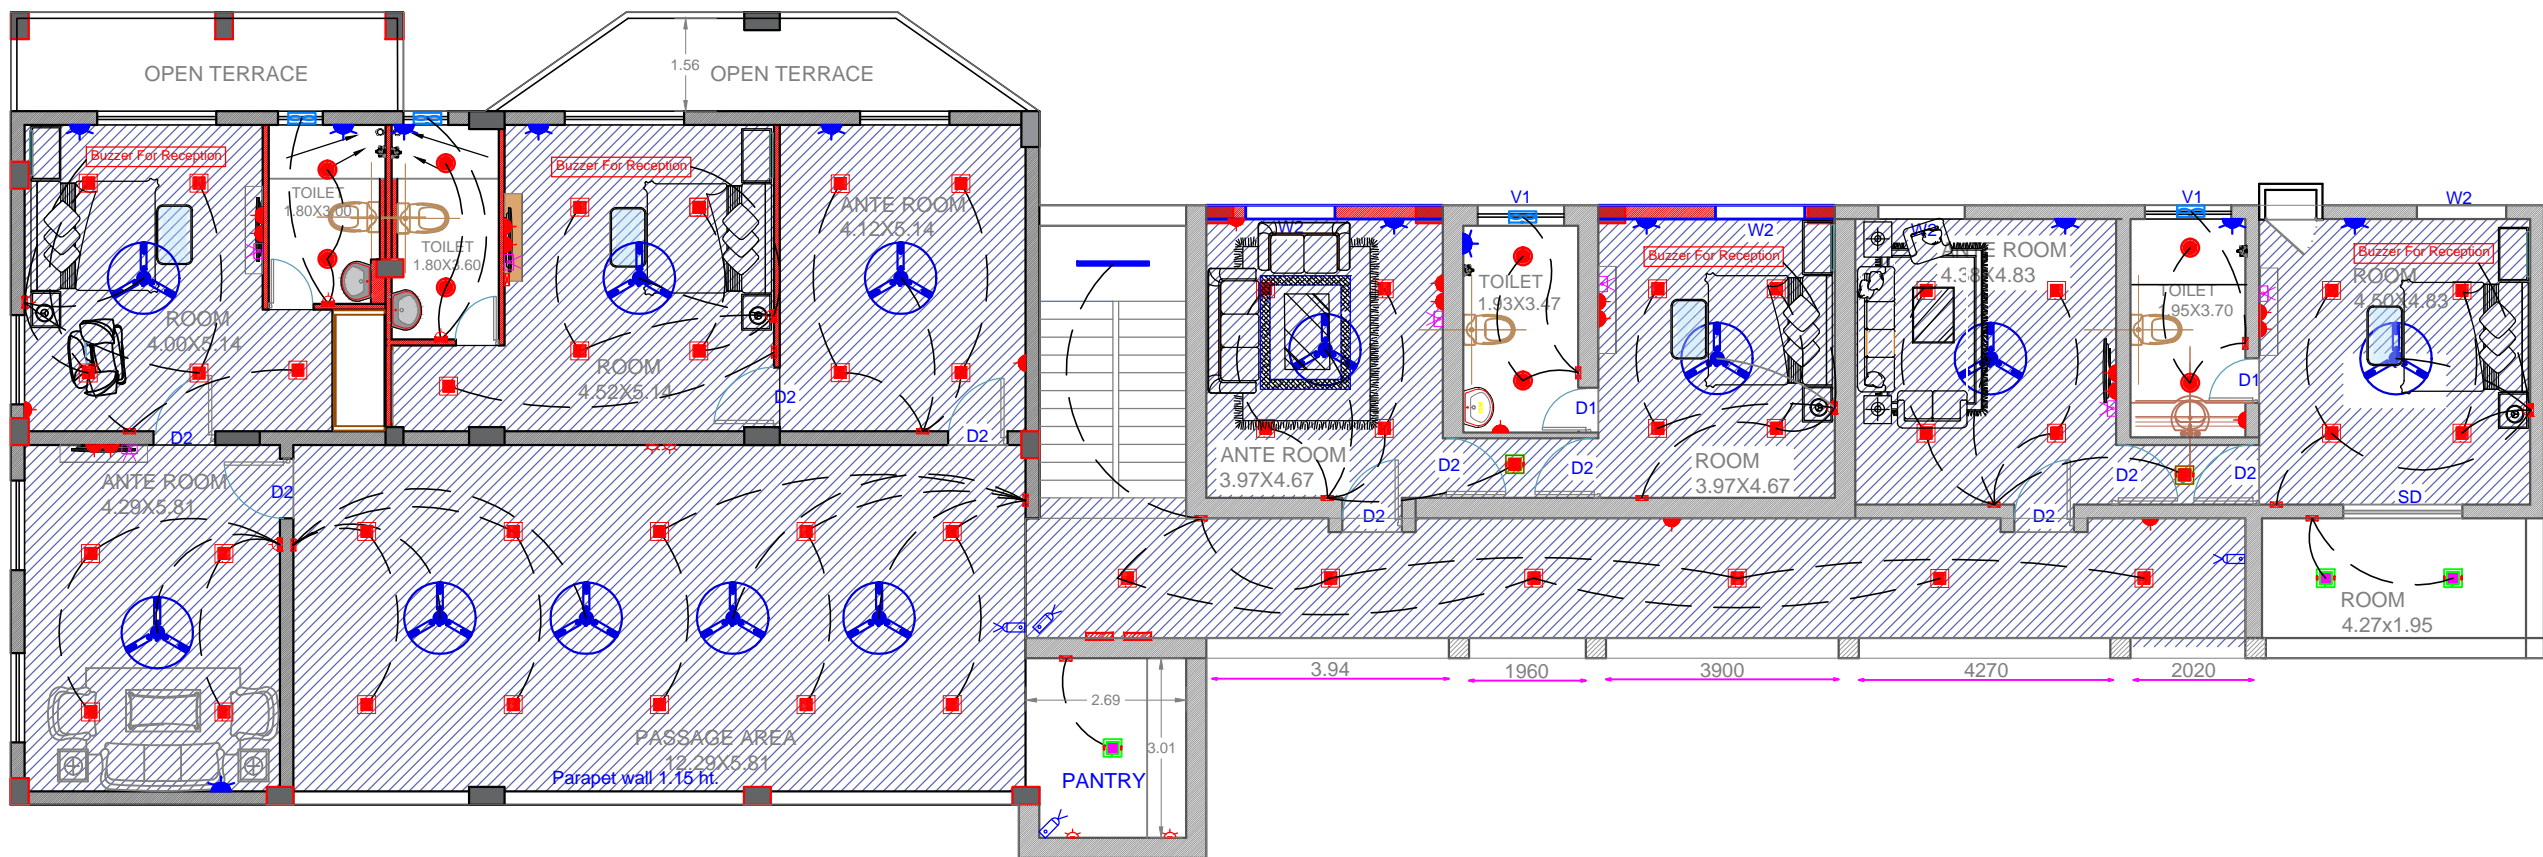 OPEN TERRACE
1.56
OPEN TERRACE
Buzzer For Reception
Buzzer For Reception
TOILET
1.80X3.00
TOILET
1.80X3.60
ANTE ROOM
4.12X5.14
ROOM
4.00X5.14
ROOM
4.52X5.14
D2
D2
D2
D2
ANTE ROOM
4.29X5.81
PASSAGE AREA
12.29X5.81
Parapet wall 1.15 ht.
V1
V1
W2
W2
W2
W2
Buzzer For Reception
Buzzer For Reception
TOILET
1.93X3.47
ROOM
4.38X4.83
TOILET
95X3.70
ROOM
4.50X4.83
D1
D1
ANTE ROOM
3.97X4.67
D2
D2
ROOM
3.97X4.67
D2
D2
D2
D2
SD
ROOM
4.27x1.95
3.94
1960
3900
4270
2020
2.69
3.01
PANTRY